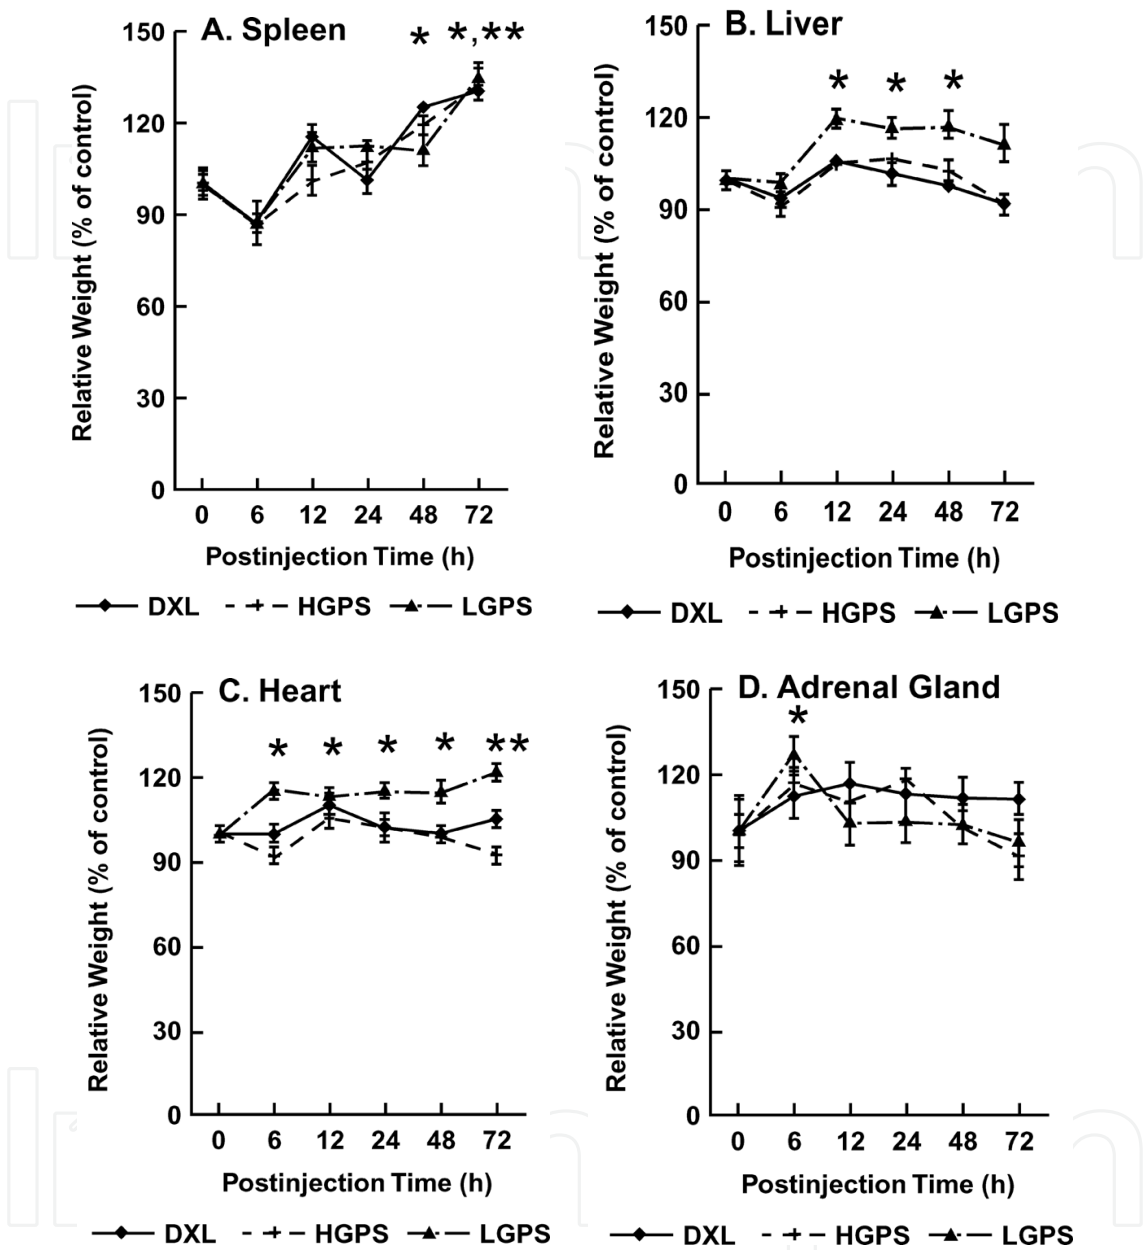 A. Spleen
* *,**
150
120
90
60
30
0
Relative Weight (% of control)
0 6 12 24 48 72
Postinjection Time (h)
DXL HGPS LGPS
B. Liver
* * *
150
120
90
60
30
0
Relative Weight (% of control)
0 6 12 24 48 72
Postinjection Time (h)
DXL HGPS LGPS
C. Heart
* * * * **
150
120
90
60
30
0
Relative Weight (% of control)
0 6 12 24 48 72
Postinjection Time (h)
DXL HGPS LGPS
D. Adrenal Gland
*
150
120
90
60
30
0
Relative Weight (% of control)
0 6 12 24 48 72
Postinjection Time (h)
DXL HGPS LGPS